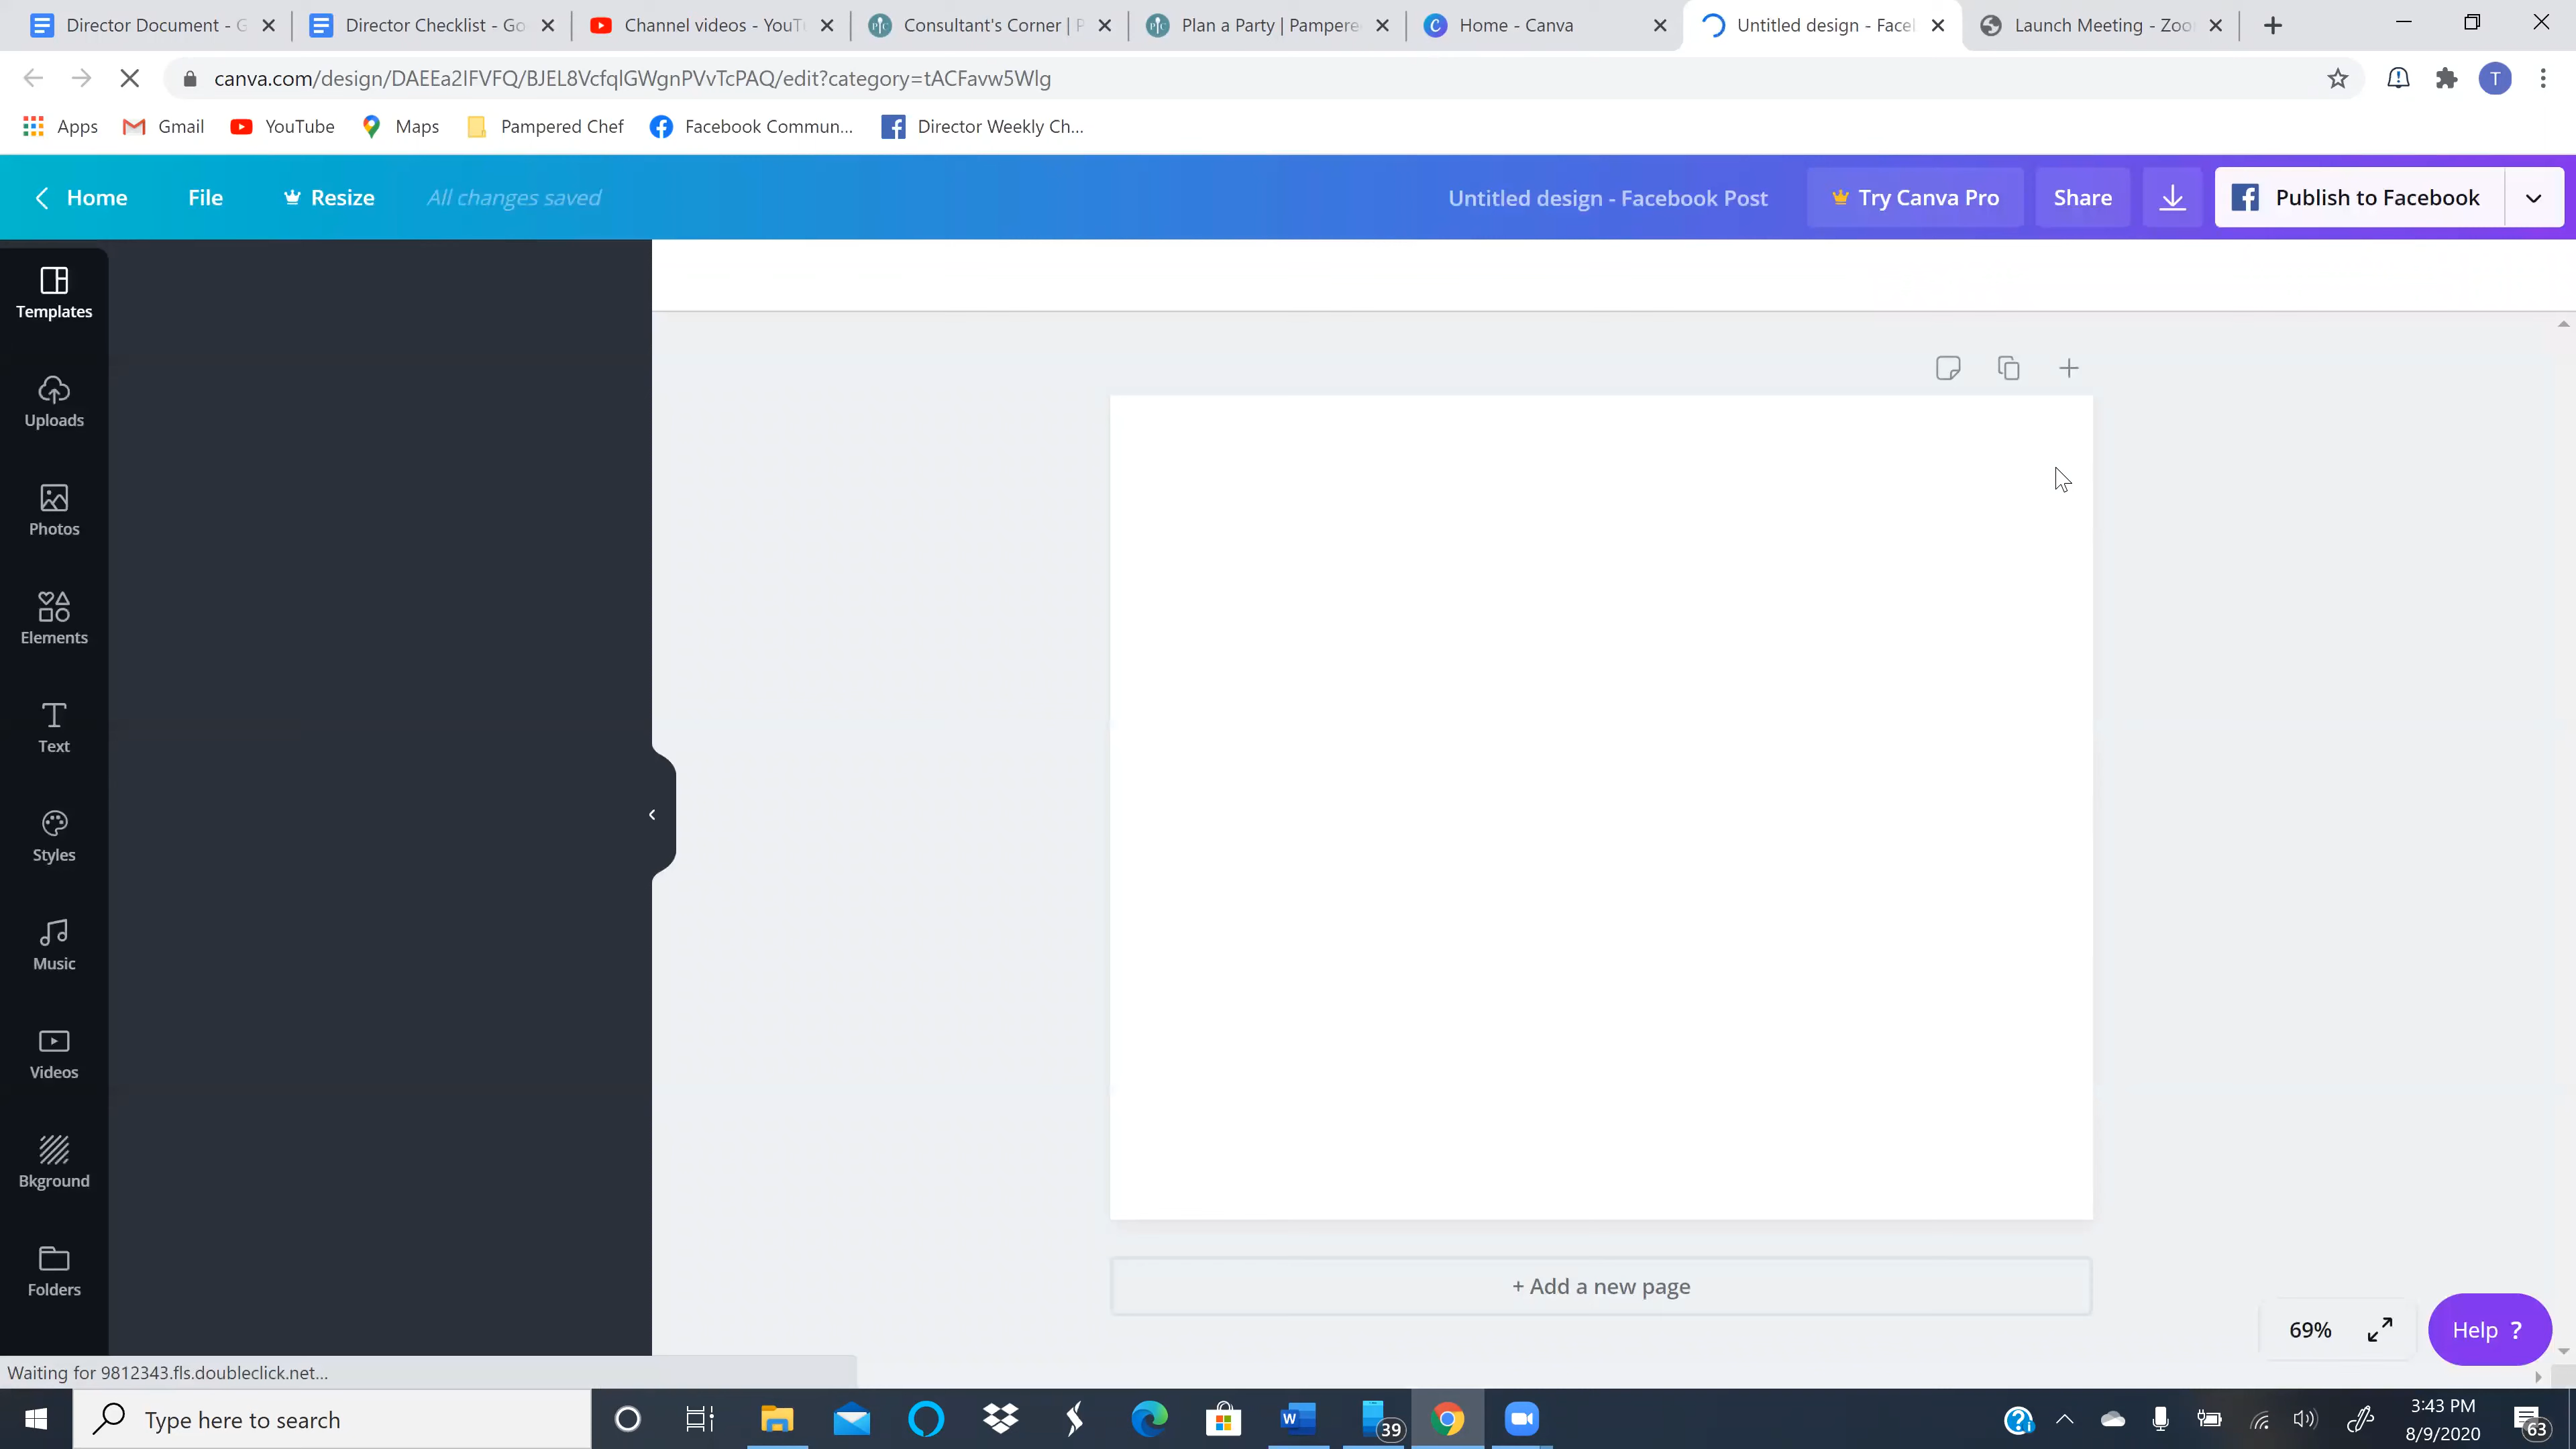 Director Document - G
Director Checklist - Go
Channel videos - YouTu
Consultant's Corner | P
Plan a Party | Pampere
Home - Canva
Untitled design - Face
Launch Meeting - Zoo
canva.com/design/DAEEa2IFVFQ/BJEL8VcfqlGWgnPVvTcPAQ/edit?category=tACFavw5Wlg
T
Apps
Gmail
YouTube
Maps
Pampered Chef
Facebook Commun...
Director Weekly Ch...
Home
File
Resize
All changes saved
Untitled design - Facebook Post
Try Canva Pro
Share
Publish to Facebook
Templates
Uploads
Photos
Elements
Text
Styles
Music
Videos
Bkground
Folders
+ Add a new page
69%
Help ?
Waiting for 9812343.fls.doubleclick.net...
Type here to search
39
3:43 PM
8/9/2020
63